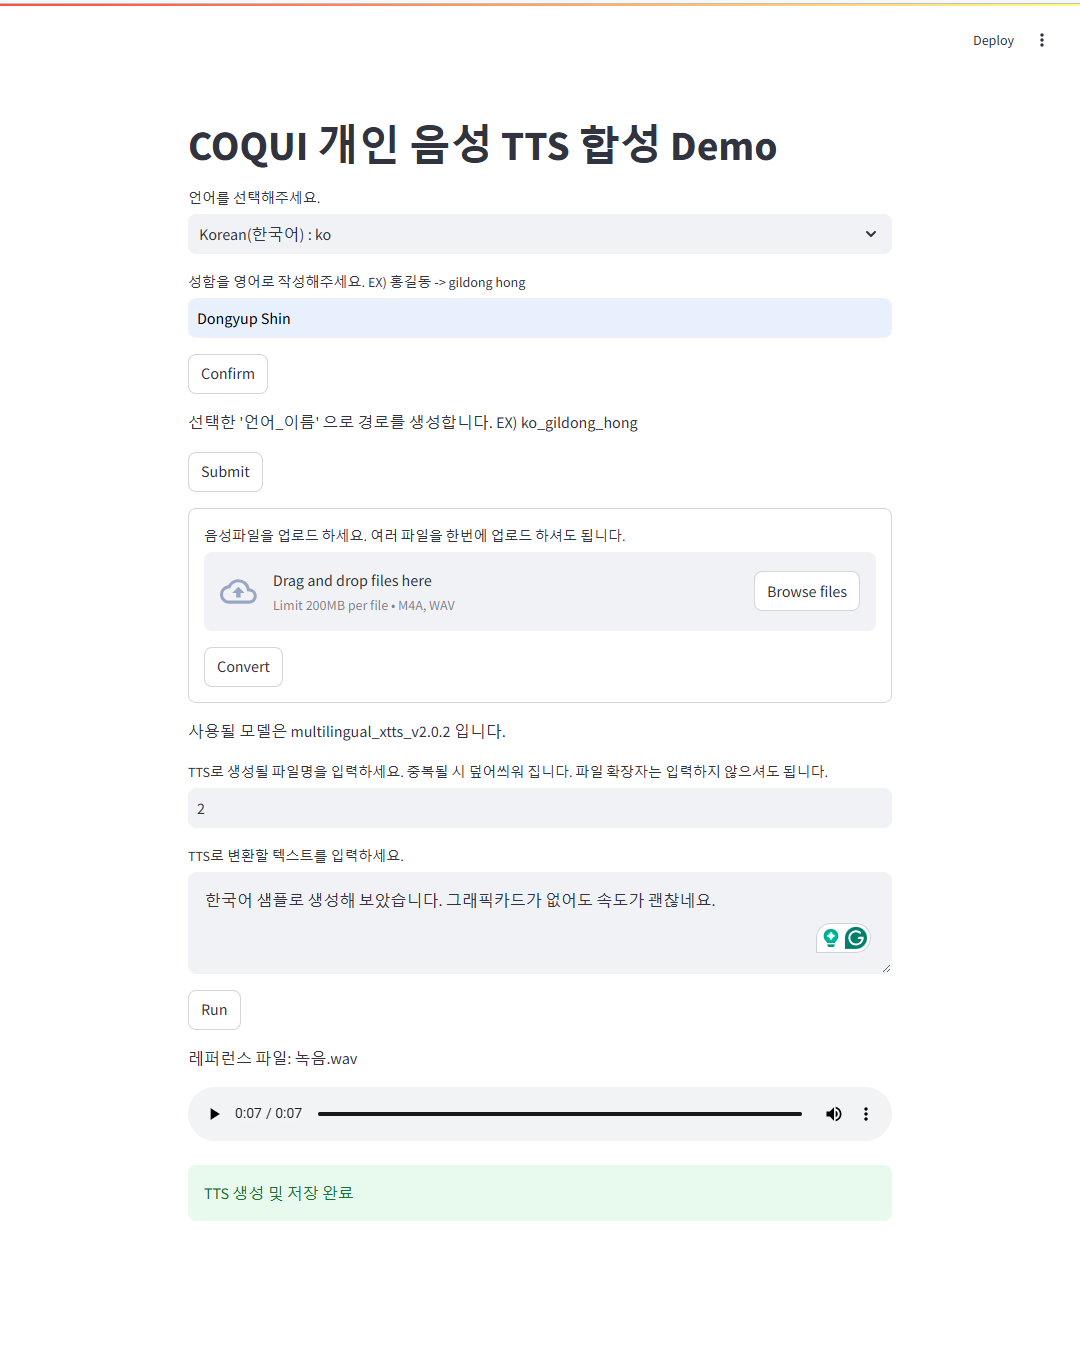 Deploy
COQUI 개인 음성 TTS 합성 Demo
언어를 선택해주세요.
Korean(한국어) : ko
성함을 영어로 작성해주세요. EX) 홍길동 -> gildong hong
Dongyup Shin
Confirm
선택한 '언어_이름' 으로 경로를 생성합니다. EX) ko_gildong_hong
Submit
음성파일을 업로드 하세요. 여러 파일을 한번에 업로드 하셔도 됩니다.
Drag and drop files here
Limit 200MB per file • M4A, WAV
Browse files
Convert
사용될 모델은 multilingual_xtts_v2.0.2 입니다.
TTS로 생성될 파일명을 입력하세요. 중복될 시 덮어씌워 집니다. 파일 확장자는 입력하지 않으셔도 됩니다.
2
TTS로 변환할 텍스트를 입력하세요.
한국어 샘플로 생성해 보았습니다. 그래픽카드가 없어도 속도가 괜찮네요.
Run
레퍼런스 파일: 녹음.wav
0:07 / 0:07
TTS 생성 및 저장 완료